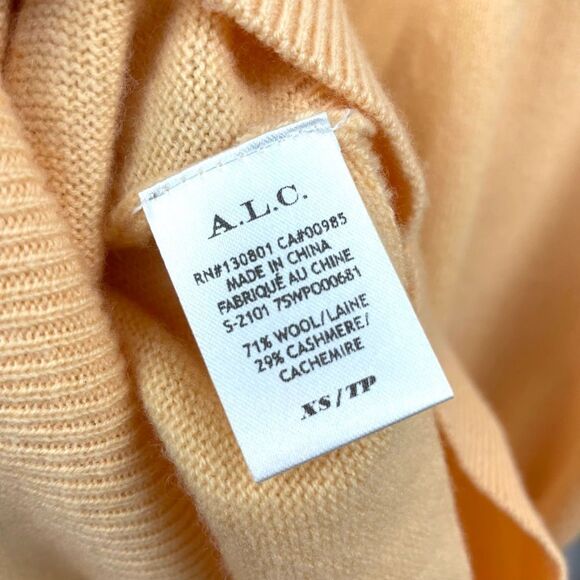 A.L.C.
RN#130801 CA#00985
MADE IN CHINA
FABRIQUÉ AU CHINE
S-2101 7SWPO00681
71% WOOL/LAINE
29% CASHMERE/
CACHEMIRE
XS/TP